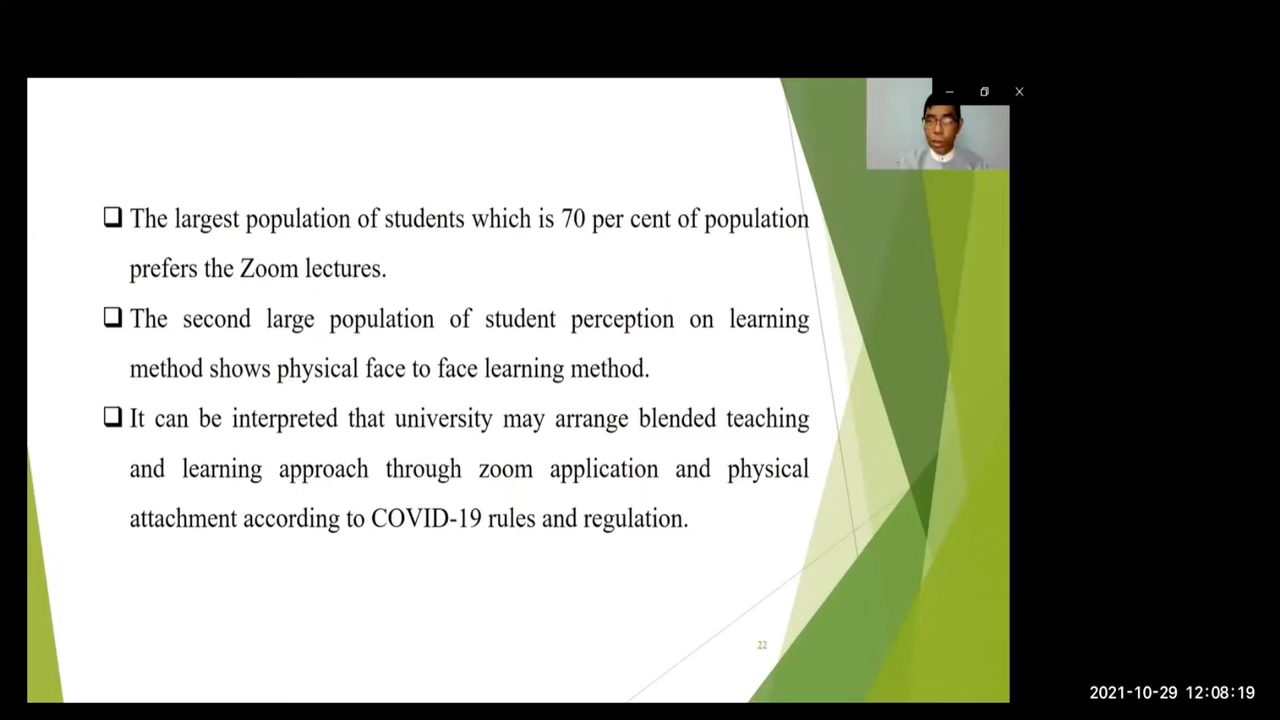 The largest population of students which is 70 per cent of population
prefers the Zoom lectures.
The second large population of student perception on learning
method shows physical face to face learning method.
It can be interpreted that university may arrange blended teaching
and learning approach through zoom application and physical
attachment according to COVID-19 rules and regulation.
22
2021-10-29 12:08:19